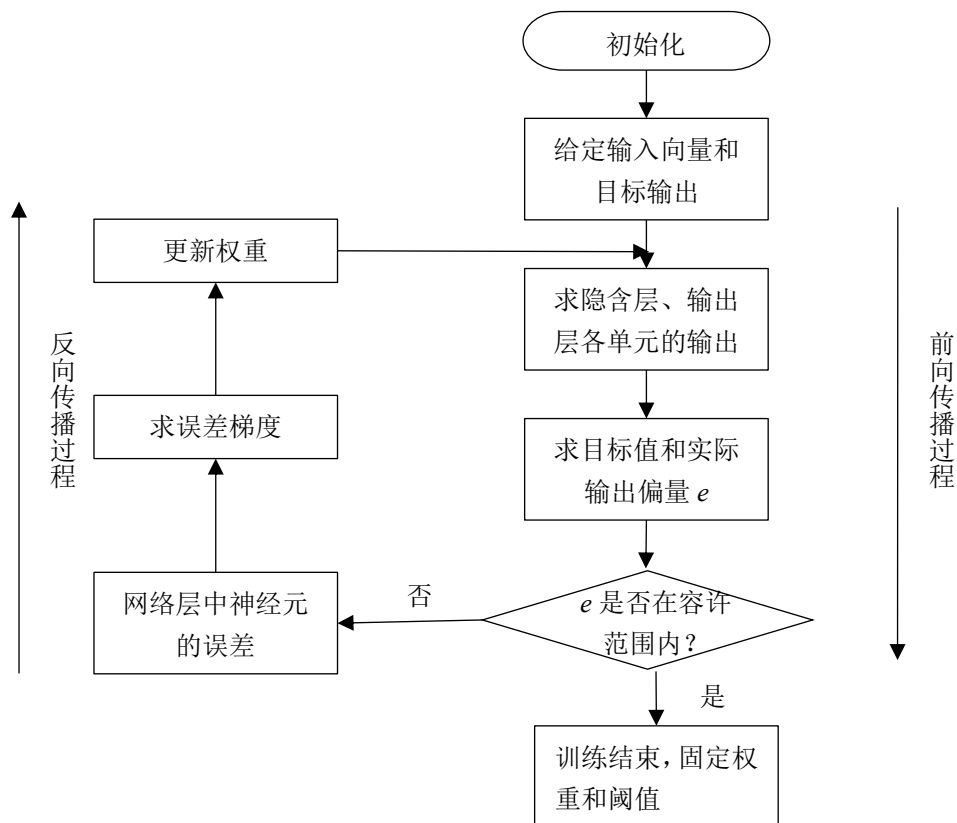 初始化
给定输入向量和
目标输出
更新权重
求隐含层、输出
层各单元的输出
反向传播过程
前向传播过程
求误差梯度
求目标值和实际
输出偏量 e
网络层中神经元
的误差
否
e 是否在容许
范围内？
是
训练结束，固定权
重和阈值